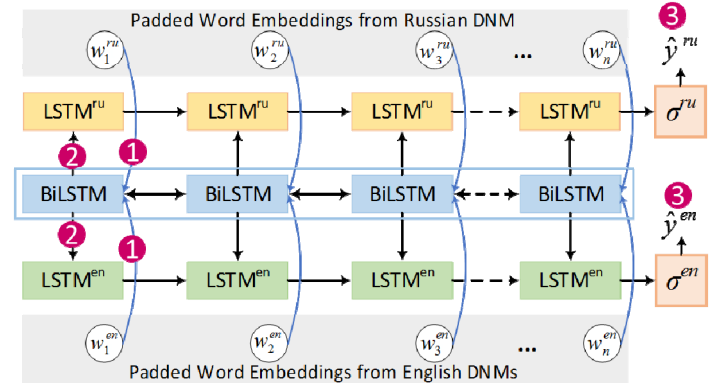 Padded Word Embeddings from Russian DNM
3
w₁ʳᵘ w₂ʳᵘ w₃ʳᵘ ... wₙʳᵘ ŷ ʳᵘ
LSTMʳᵘ LSTMʳᵘ LSTMʳᵘ LSTMʳᵘ σʳᵘ
2 1
BiLSTM BiLSTM BiLSTM BiLSTM
3
2 1 ŷ ᵉⁿ
LSTMᵉⁿ LSTMᵉⁿ LSTMᵉⁿ LSTMᵉⁿ σᵉⁿ
w₁ᵉⁿ w₂ᵉⁿ w₃ᵉⁿ ... wₙᵉⁿ
Padded Word Embeddings from English DNMs